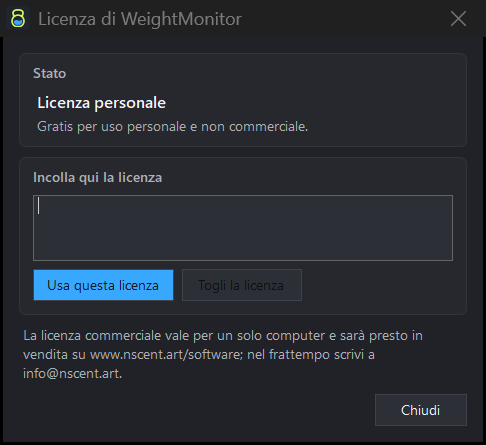 Licenza di WeightMonitor
Stato
Licenza personale
Gratis per uso personale e non commerciale.
Incolla qui la licenza
Usa questa licenza
Togli la licenza
La licenza commerciale vale per un solo computer e sarà presto in
vendita su www.nscent.art/software; nel frattempo scrivi a
info@nscent.art.
Chiudi